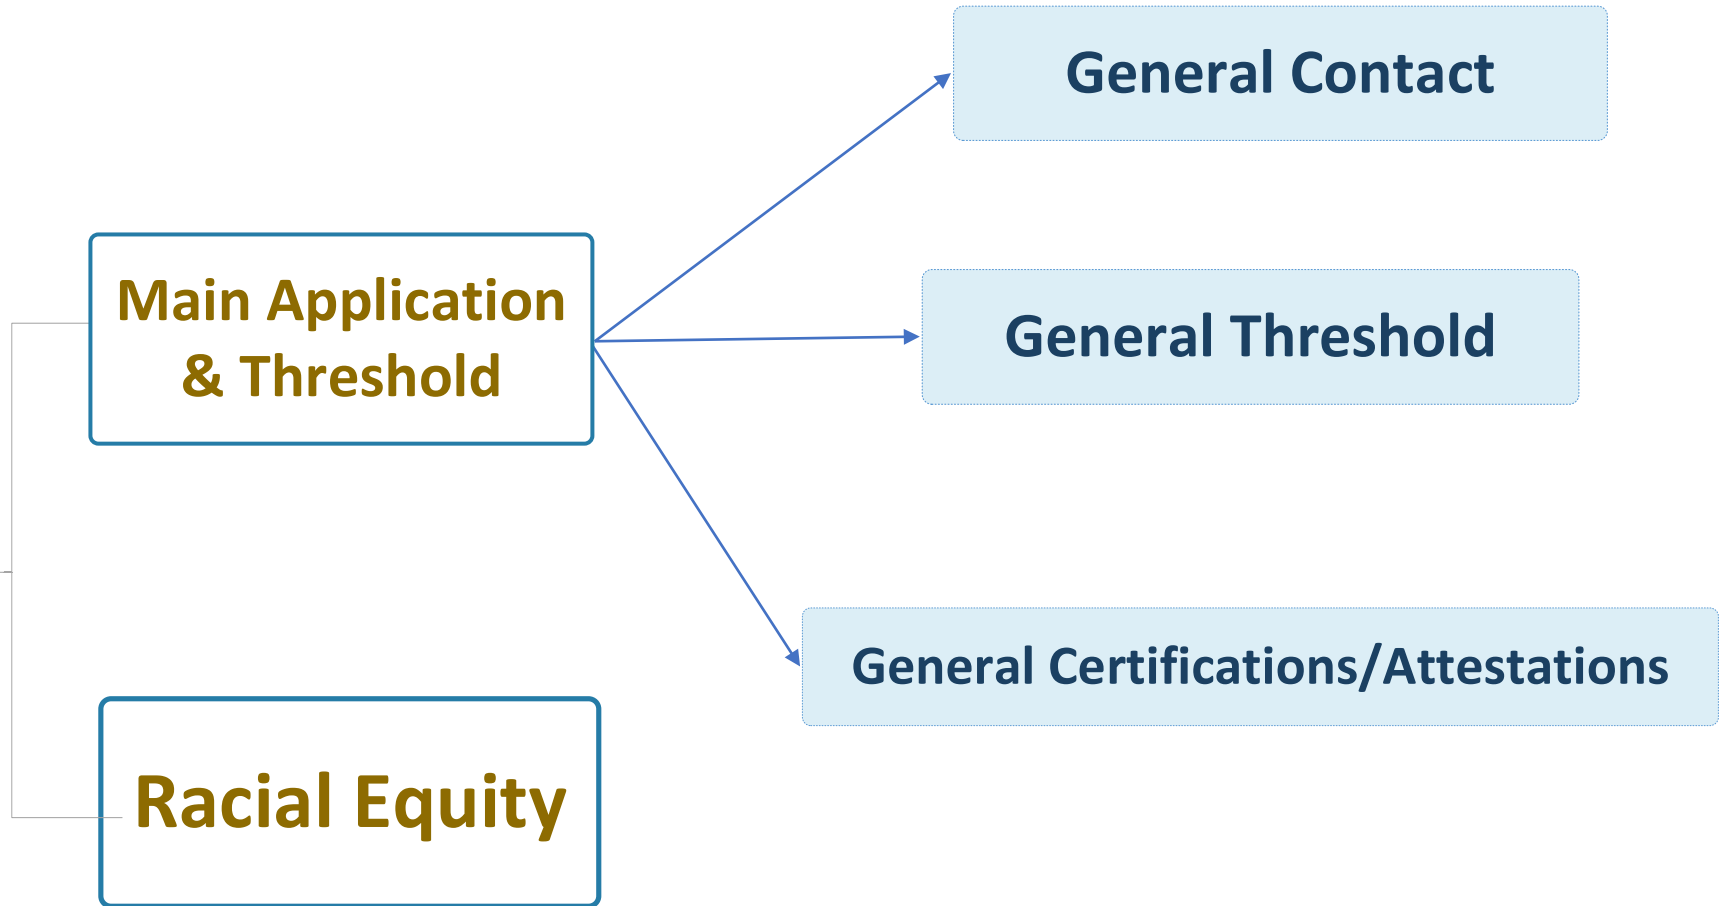 General Contact
Main Application
& Threshold
General Threshold
General Certifications/Attestations
Racial Equity